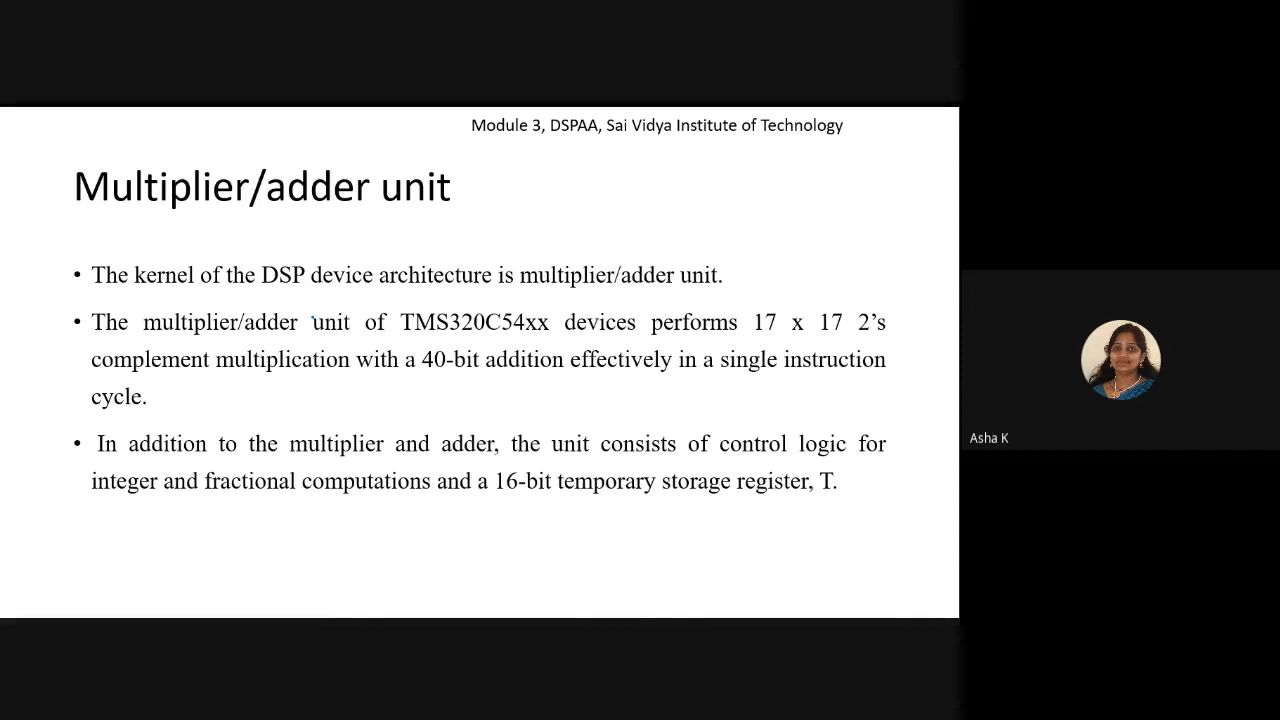 Module 3, DSPAA, Sai Vidya Institute of Technology
Multiplier/adder unit
• The kernel of the DSP device architecture is multiplier/adder unit.
• The multiplier/adder unit of TMS320C54xx devices performs 17 x 17 2’s
complement multiplication with a 40-bit addition effectively in a single instruction
cycle.
• In addition to the multiplier and adder, the unit consists of control logic for
integer and fractional computations and a 16-bit temporary storage register, T.
Asha K